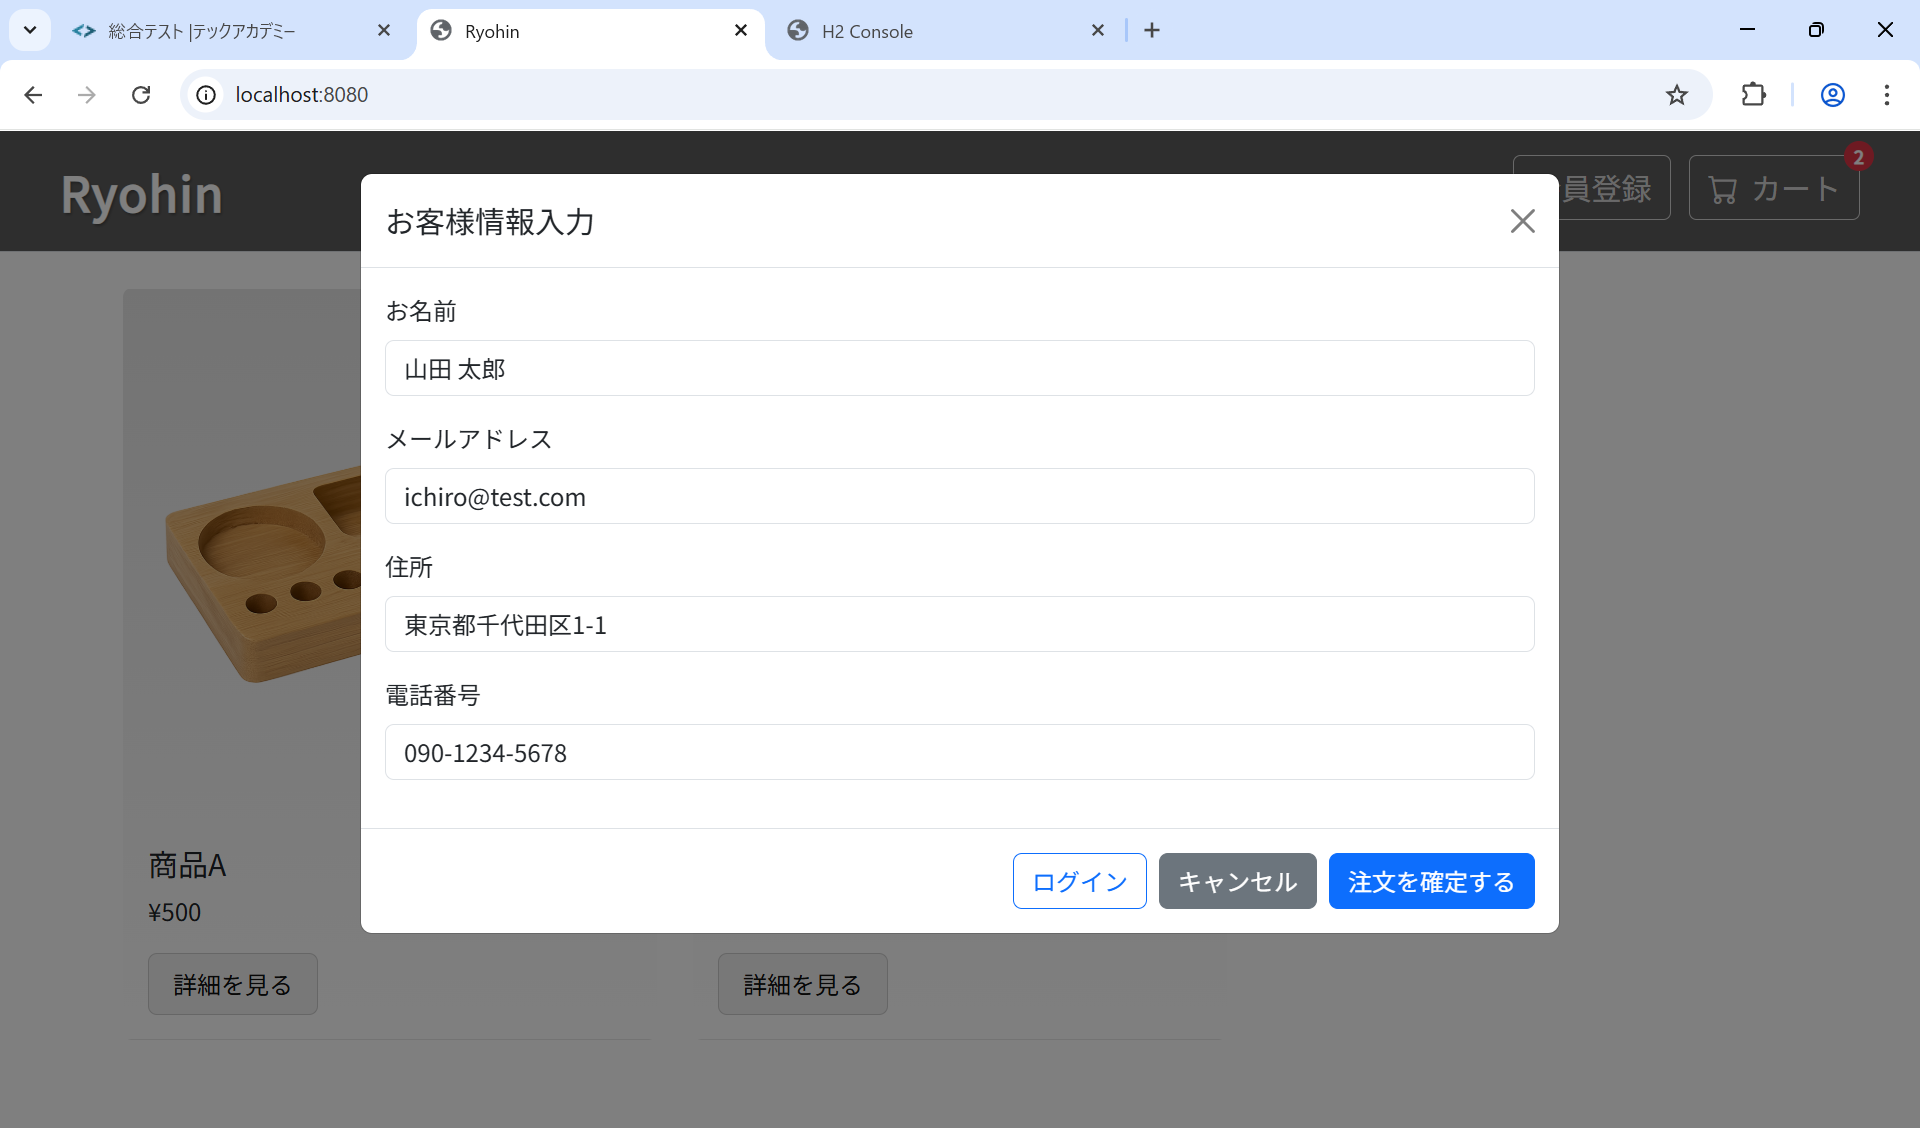 総合テスト |テックアカデミー
Ryohin
H2 Console
localhost:8080
Ryohin
員登録
カート
2
お客様情報入力
お名前
山田 太郎
メールアドレス
ichiro@test.com
住所
東京都千代田区1-1
電話番号
090-1234-5678
ログイン
キャンセル
注文を確定する
商品A
¥500
詳細を見る
詳細を見る